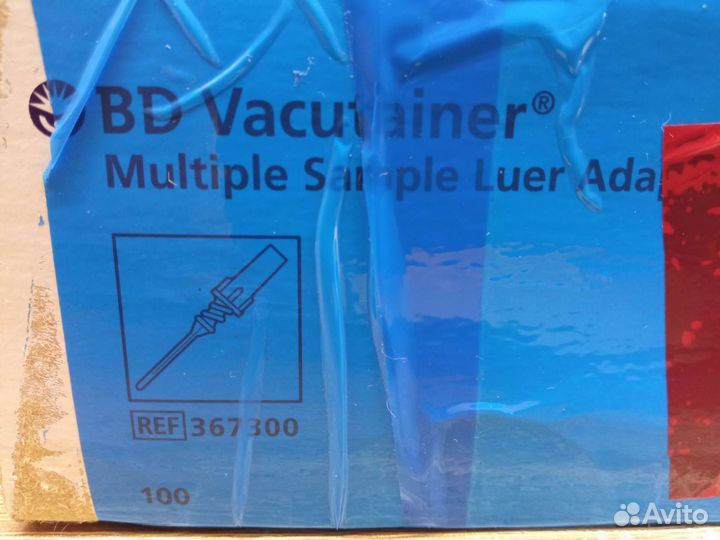 BD Vacutainer®
Multiple Sample Luer Ada
REF 367300
100
Avito